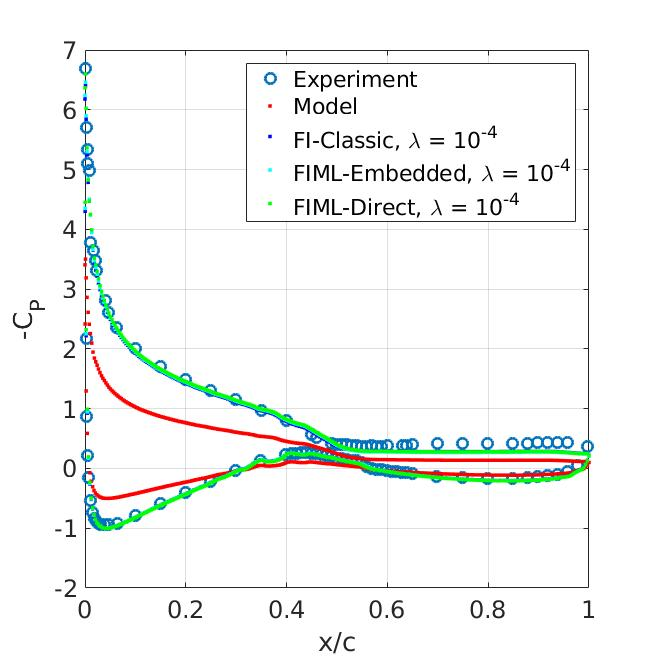 7
6
5
4
3
2
1
0
-1
-2
-C_P
Experiment
Model
FI-Classic, λ = 10^-4
FIML-Embedded, λ = 10^-4
FIML-Direct, λ = 10^-4
0 0.2 0.4 0.6 0.8 1
x/c